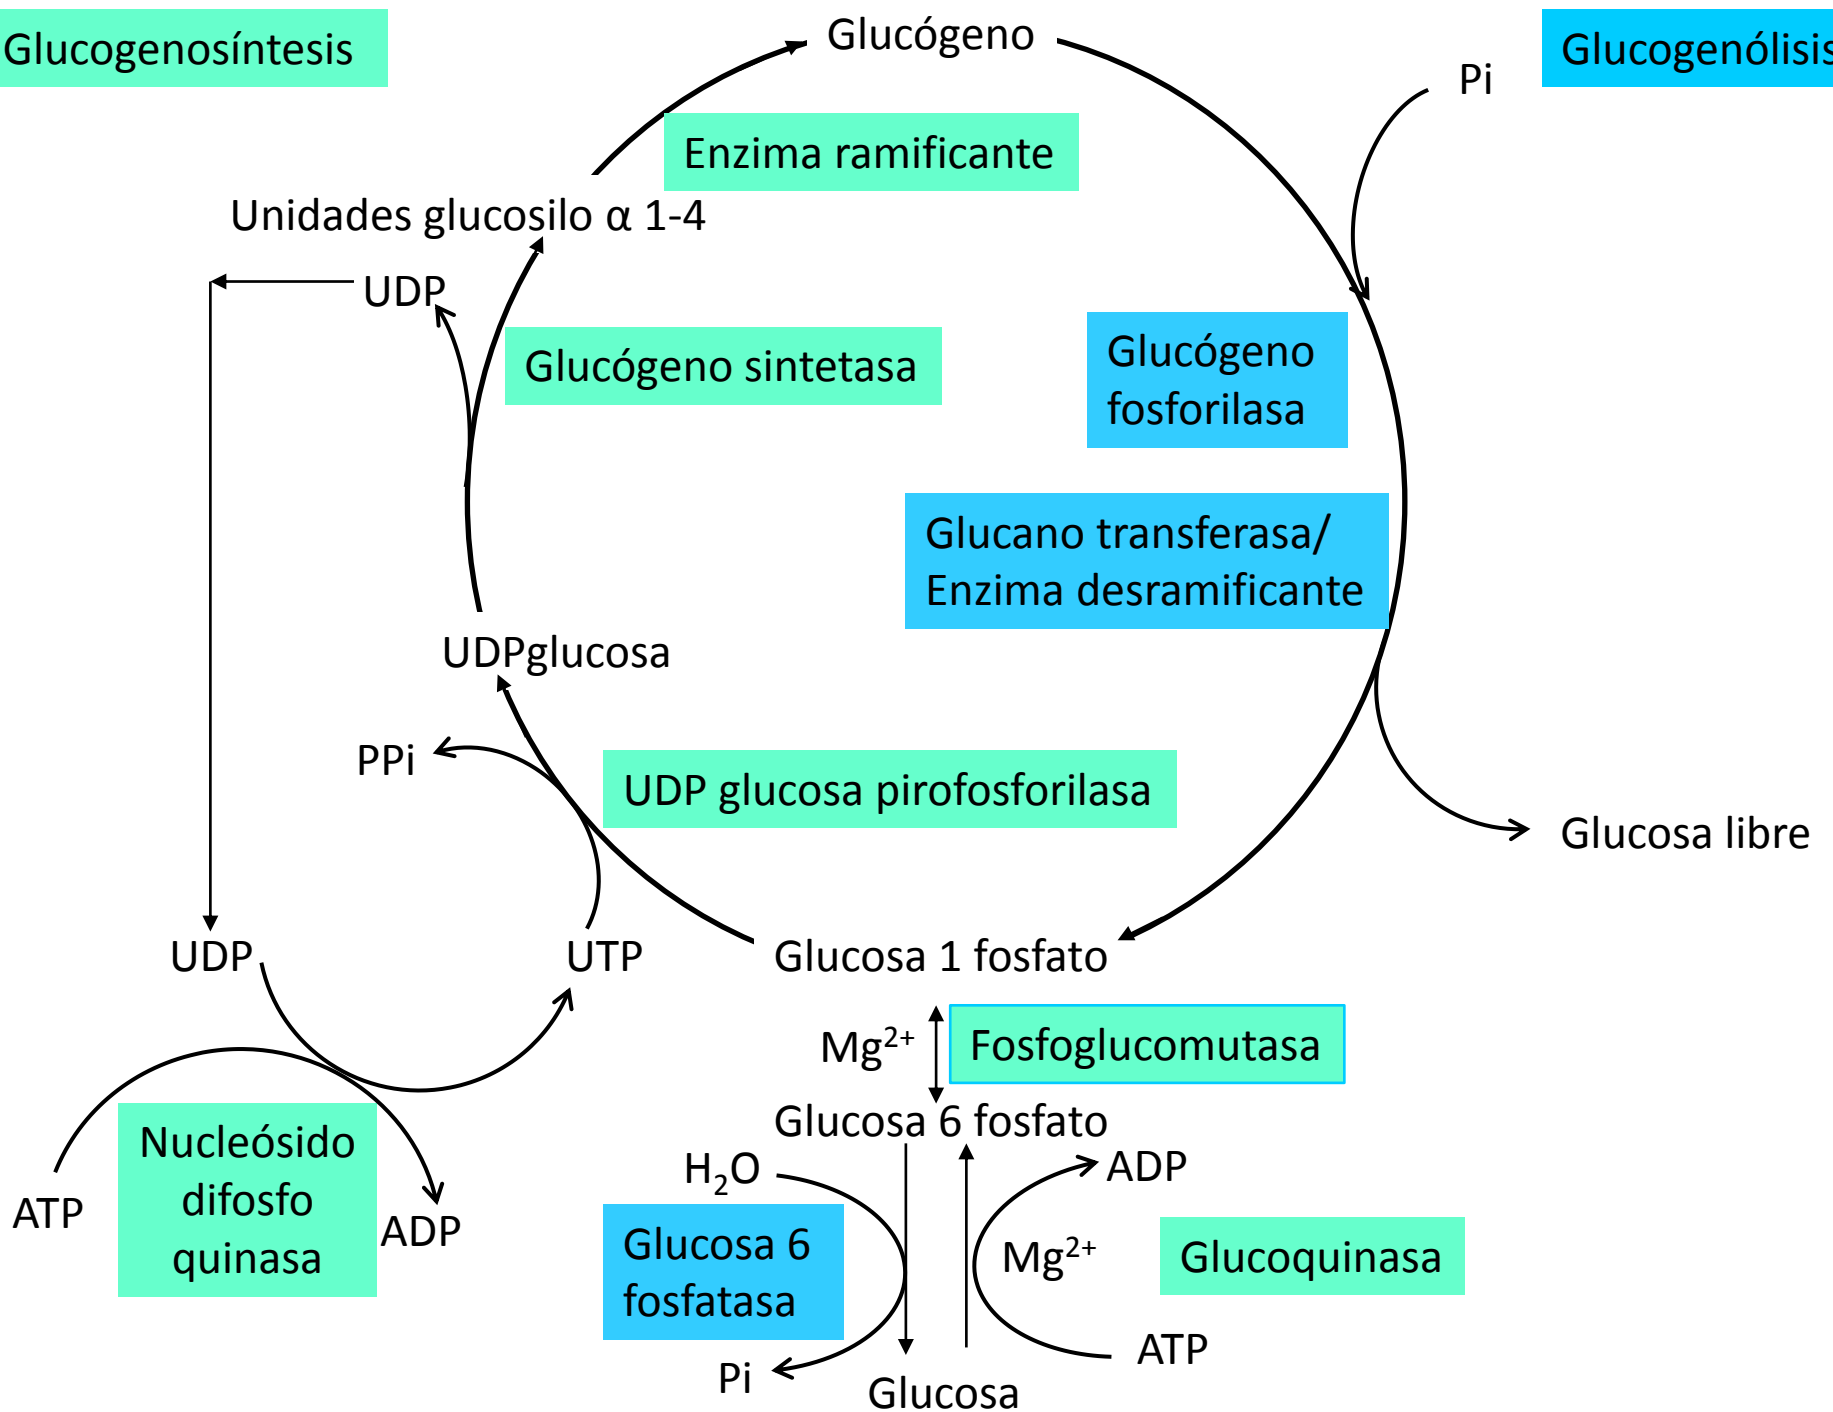 Glucogenosíntesis
Glucógeno
Glucogenólisis
Pi
Enzima ramificante
Unidades glucosilo α 1-4
UDP
Glucógeno sintetasa
Glucógeno
fosforilasa
Glucano transferasa/
Enzima desramificante
UDPglucosa
PPi
UDP glucosa pirofosforilasa
Glucosa libre
UDP
UTP
Glucosa 1 fosfato
Mg²⁺
Fosfoglucomutasa
Glucosa 6 fosfato
Nucleósido
difosfo
quinasa
ATP
ADP
H₂O
ADP
Glucosa 6
fosfatasa
Mg²⁺
Glucoquinasa
Pi
ATP
Glucosa